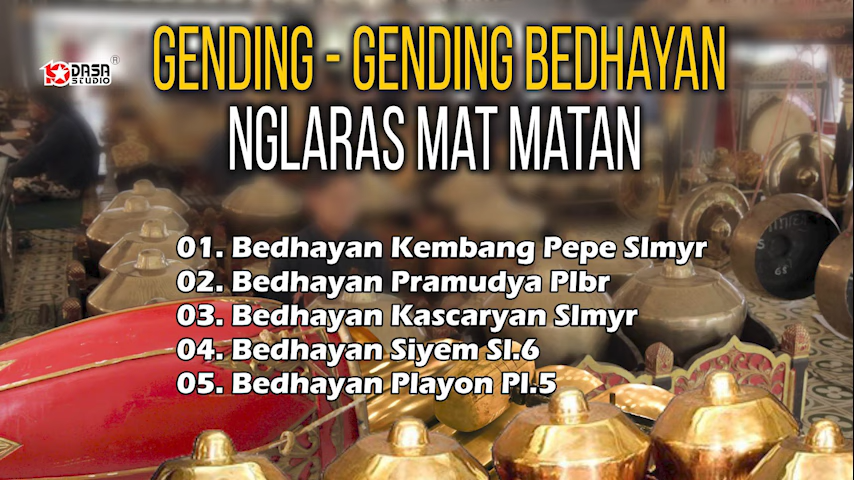 GENDING - GENDING BEDHAYAN
10 DASA STUDIO ®
NGLARAS MAT MATAN
01. Bedhayan Kembang Pepe Slmyr
02. Bedhayan Pramudya Plbr
03. Bedhayan Kascaryan Slmyr
04. Bedhayan Siyem Sl.6
05. Bedhayan Playon Pl.5